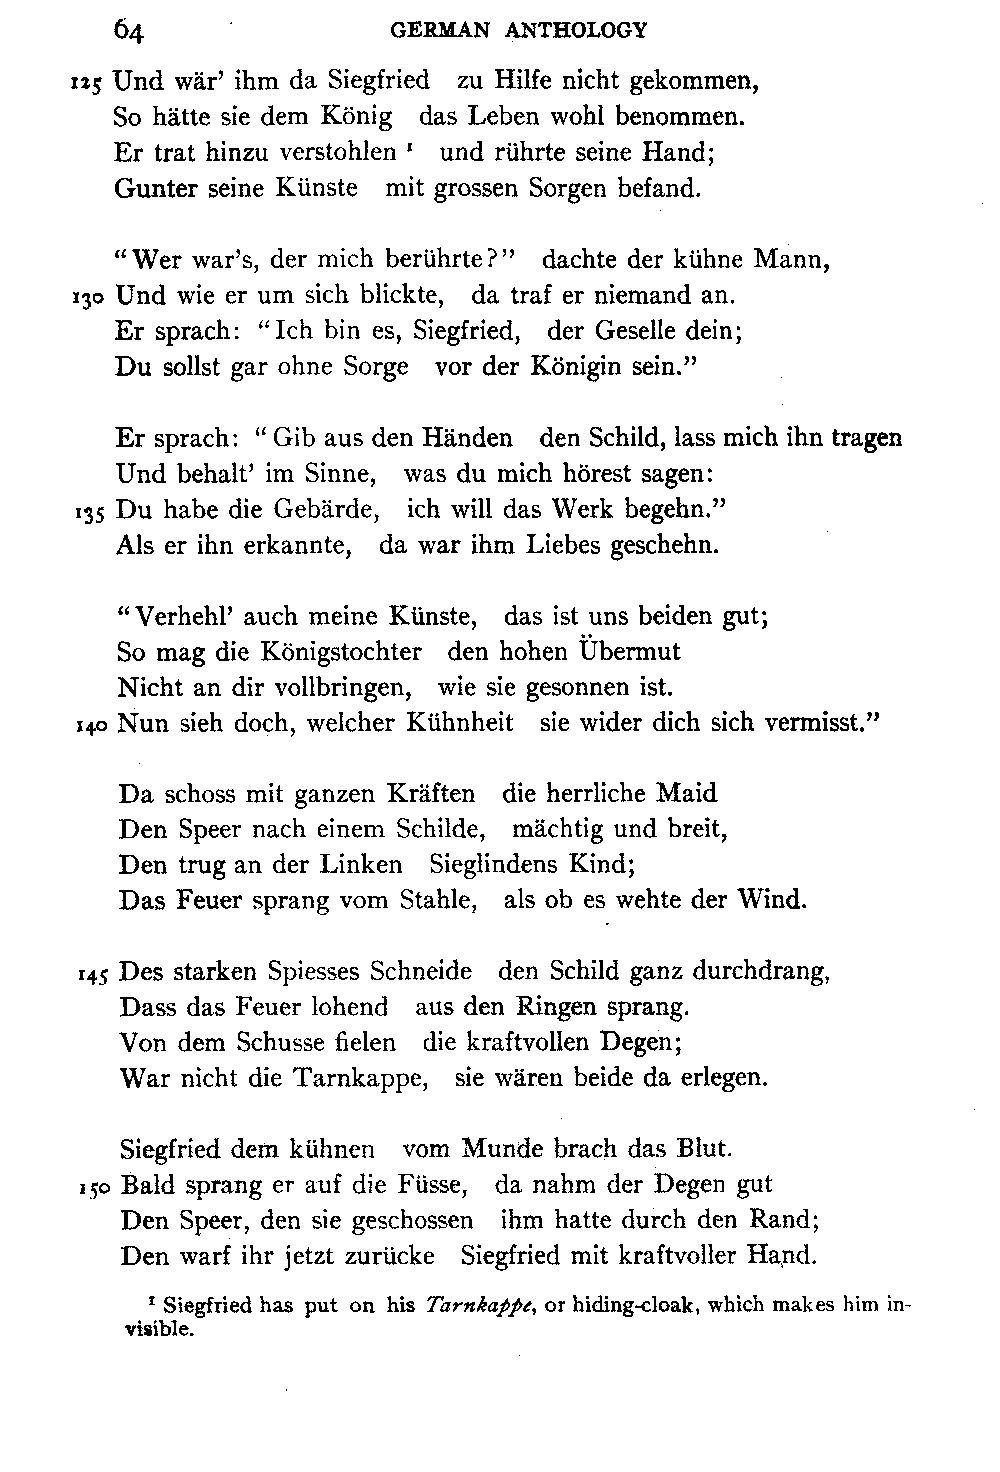 64 GERMAN ANTHOLOGY
125 Und wär’ ihm da Siegfried zu Hilfe nicht gekommen,
So hätte sie dem König das Leben wohl benommen.
Er trat hinzu verstohlen ¹ und rührte seine Hand;
Gunter seine Künste mit grossen Sorgen befand.
“Wer war’s, der mich berührte?” dachte der kühne Mann,
130 Und wie er um sich blickte, da traf er niemand an.
Er sprach: “Ich bin es, Siegfried, der Geselle dein;
Du sollst gar ohne Sorge vor der Königin sein.”
Er sprach: “Gib aus den Händen den Schild, lass mich ihn tragen
Und behalt’ im Sinne, was du mich hörest sagen:
135 Du habe die Gebärde, ich will das Werk begehn.”
Als er ihn erkannte, da war ihm Liebes geschehn.
“Verhehl’ auch meine Künste, das ist uns beiden gut;
So mag die Königstochter den hohen Übermut
Nicht an dir vollbringen, wie sie gesonnen ist.
140 Nun sieh doch, welcher Kühnheit sie wider dich sich vermisst.”
Da schoss mit ganzen Kräften die herrliche Maid
Den Speer nach einem Schilde, mächtig und breit,
Den trug an der Linken Sieglindens Kind;
Das Feuer sprang vom Stahle, als ob es wehte der Wind.
145 Des starken Spiesses Schneide den Schild ganz durchdrang,
Dass das Feuer lohend aus den Ringen sprang.
Von dem Schusse fielen die kraftvollen Degen;
War nicht die Tarnkappe, sie wären beide da erlegen.
Siegfried dem kühnen vom Munde brach das Blut.
150 Bald sprang er auf die Füsse, da nahm der Degen gut
Den Speer, den sie geschossen ihm hatte durch den Rand;
Den warf ihr jetzt zurücke Siegfried mit kraftvoller Hand.
¹ Siegfried has put on his Tarnkappe, or hiding-cloak, which makes him in-
visible.